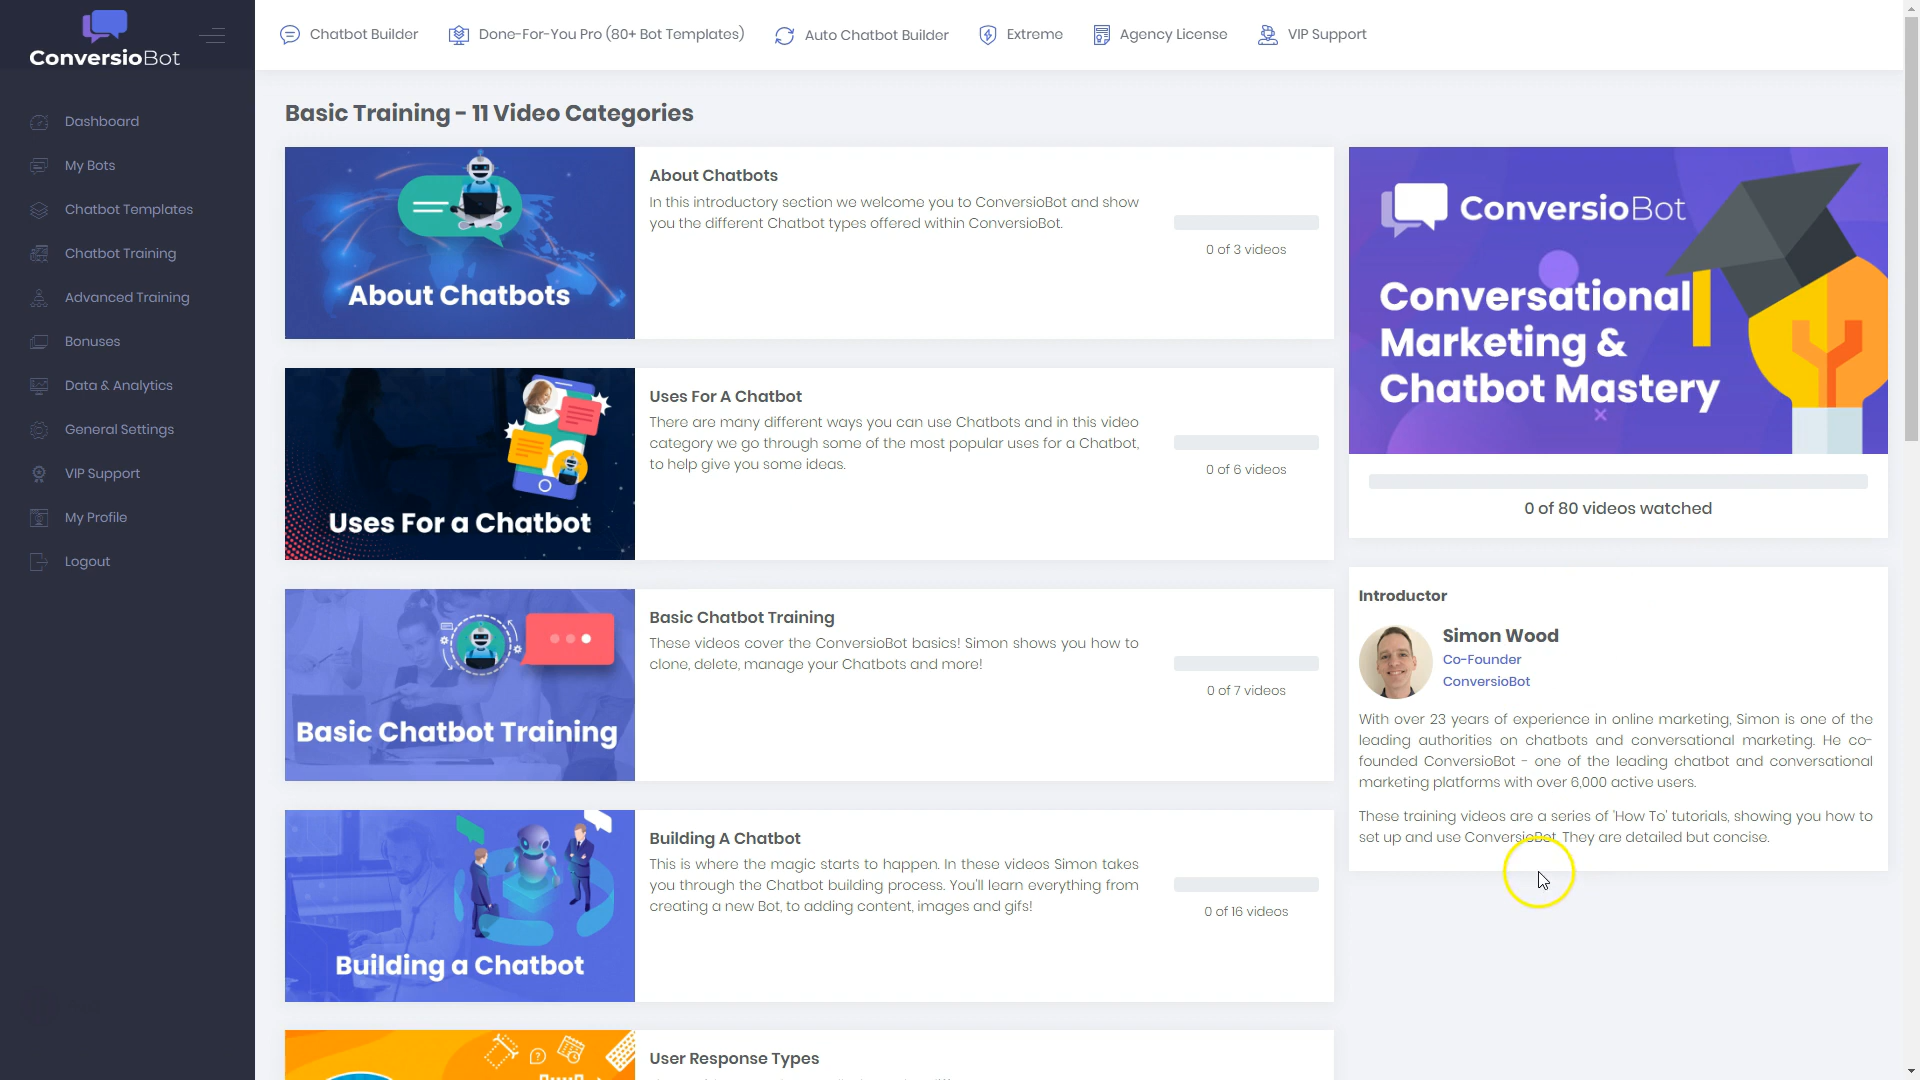 ConversioBot
Dashboard
My Bots
Chatbot Templates
Chatbot Training
Advanced Training
Bonuses
Data & Analytics
General Settings
VIP Support
My Profile
Logout
Chatbot Builder
Done-For-You Pro (80+ Bot Templates)
Auto Chatbot Builder
Extreme
Agency License
VIP Support
Basic Training - 11 Video Categories
About Chatbots
About Chatbots
In this introductory section we welcome you to ConversioBot and show
you the different Chatbot types offered within ConversioBot.
0 of 3 videos
Uses For a Chatbot
Uses For A Chatbot
There are many different ways you can use Chatbots and in this video
category we go through some of the most popular uses for a Chatbot,
to help give you some ideas.
0 of 6 videos
Basic Chatbot Training
Basic Chatbot Training
These videos cover the ConversioBot basics! Simon shows you how to
clone, delete, manage your Chatbots and more!
0 of 7 videos
Building a Chatbot
Building A Chatbot
This is where the magic starts to happen. In these videos Simon takes
you through the Chatbot building process. You'll learn everything from
creating a new Bot, to adding content, images and gifs!
0 of 16 videos
User Response Types
ConversioBot
Conversational
Marketing &
Chatbot Mastery
0 of 80 videos watched
Introductor
Simon Wood
Co-Founder
ConversioBot
With over 23 years of experience in online marketing, Simon is one of the
leading authorities on chatbots and conversational marketing. He co-
founded ConversioBot - one of the leading chatbot and conversational
marketing platforms with over 6,000 active users.
These training videos are a series of 'How To' tutorials, showing you how to
set up and use ConversioBot. They are detailed but concise.